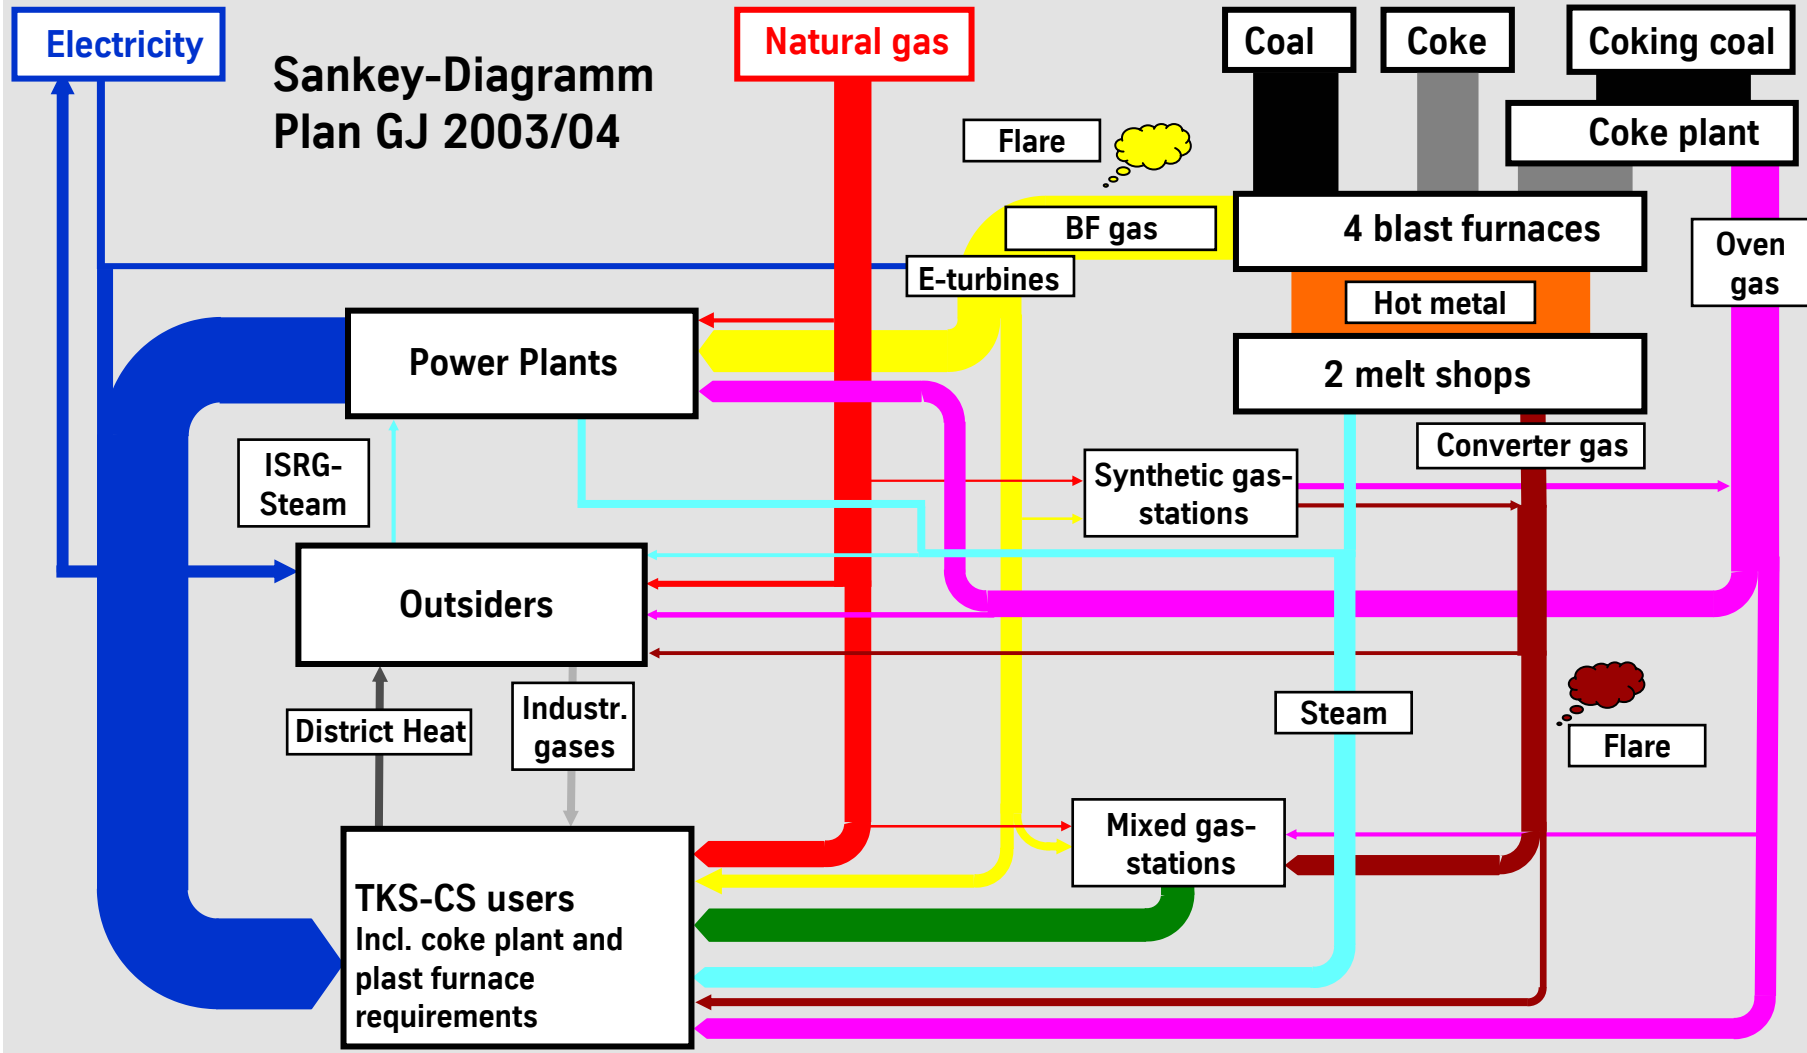 Electricity
Sankey-Diagramm
Plan GJ 2003/04
Natural gas
Coal
Coke
Coking coal
Coke plant
Flare
BF gas
4 blast furnaces
Oven
gas
E-turbines
Hot metal
Power Plants
2 melt shops
Converter gas
ISRG-
Steam
Synthetic gas-
stations
Outsiders
District Heat
Industr.
gases
Steam
Flare
Mixed gas-
stations
TKS-CS users
Incl. coke plant and
plast furnace
requirements